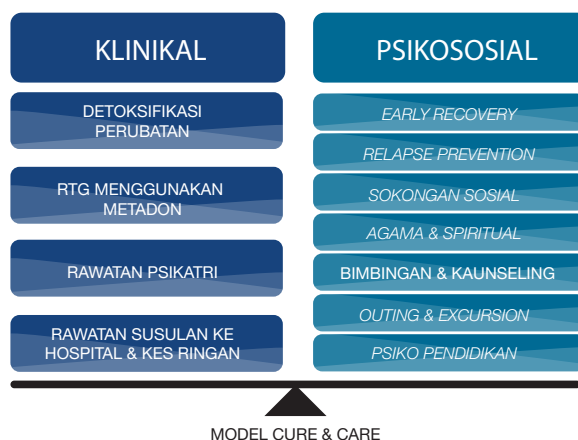 KLINIKAL
DETOKSIFIKASI
PERUBATAN
RTG MENGGUNAKAN
METADON
RAWATAN PSIKATRI
RAWATAN SUSULAN KE
HOSPITAL & KES RINGAN
PSIKOSOSIAL
EARLY RECOVERY
RELAPSE PREVENTION
SOKONGAN SOSIAL
AGAMA & SPIRITUAL
BIMBINGAN & KAUNSELING
OUTING & EXCURSION
PSIKO PENDIDIKAN
MODEL CURE & CARE